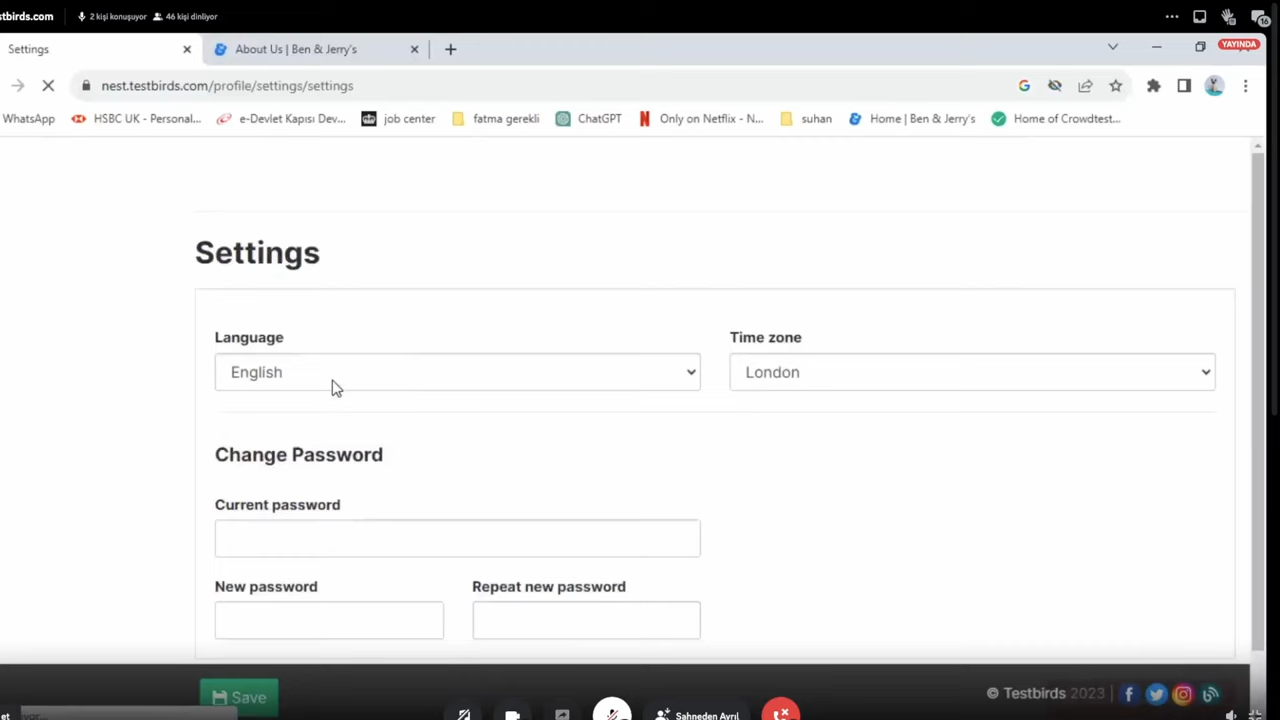 stbirds.com 2 kişi konuşuyor 46 kişi dinliyor 16
Settings About Us | Ben & Jerry's YAYINDA
nest.testbirds.com/profile/settings/settings
WhatsApp HSBC UK - Personal... e-Devlet Kapısı Dev... job center fatma gerekli ChatGPT Only on Netflix - N... suhan Home | Ben & Jerry's Home of Crowdtest...
Settings
Language Time zone
English London
Change Password
Current password
New password Repeat new password
Save © Testbirds 2023 |
Sahneden Ayrıl